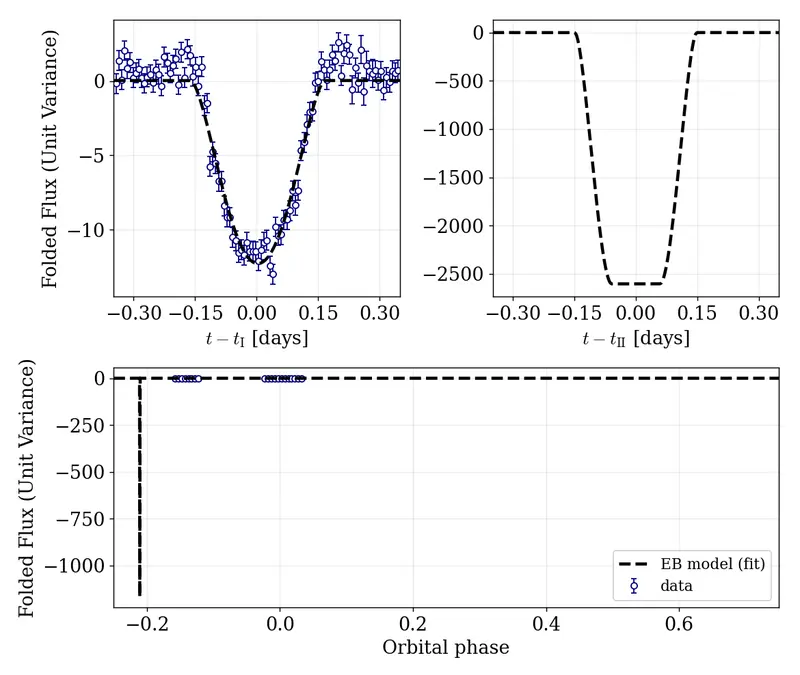 Folded Flux (Unit Variance)
0
−5
−10
−0.30 −0.15 0.00 0.15 0.30
t − t_I [days]
0
−500
−1000
−1500
−2000
−2500
−0.30 −0.15 0.00 0.15 0.30
t − t_II [days]
Folded Flux (Unit Variance)
0
−250
−500
−750
−1000
−0.2 0.0 0.2 0.4 0.6
Orbital phase
EB model (fit)
data